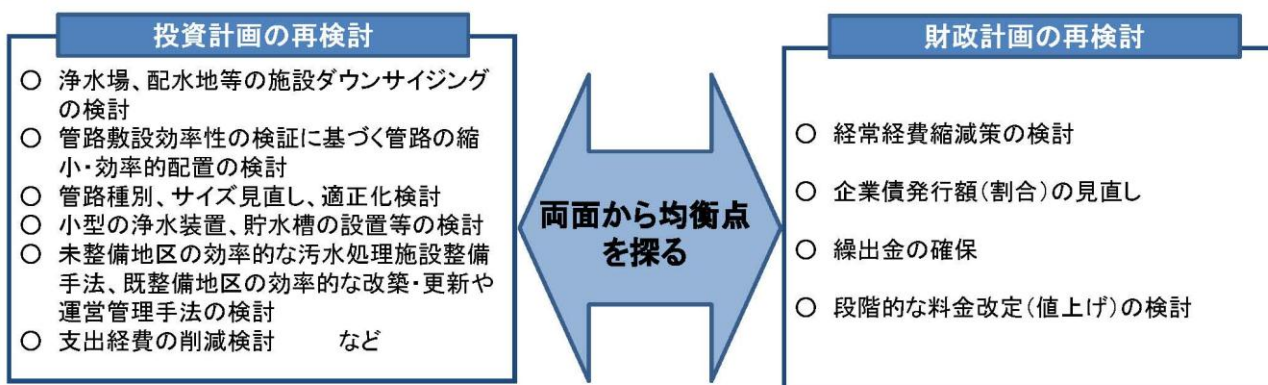 投資計画の再検討
○ 浄水場、配水地等の施設ダウンサイジング
の検討
○ 管路敷設効率性の検証に基づく管路の縮
小・効率的配置の検討
○ 管路種別、サイズ見直し、適正化検討
○ 小型の浄水装置、貯水槽の設置等の検討
○ 未整備地区の効率的な汚水処理施設整備
手法、既整備地区の効率的な改築・更新や
運営管理手法の検討
○ 支出経費の削減検討　　など
両面から均衡点
を探る
財政計画の再検討
○ 経常経費縮減策の検討
○ 企業債発行額(割合)の見直し
○ 繰出金の確保
○ 段階的な料金改定(値上げ)の検討